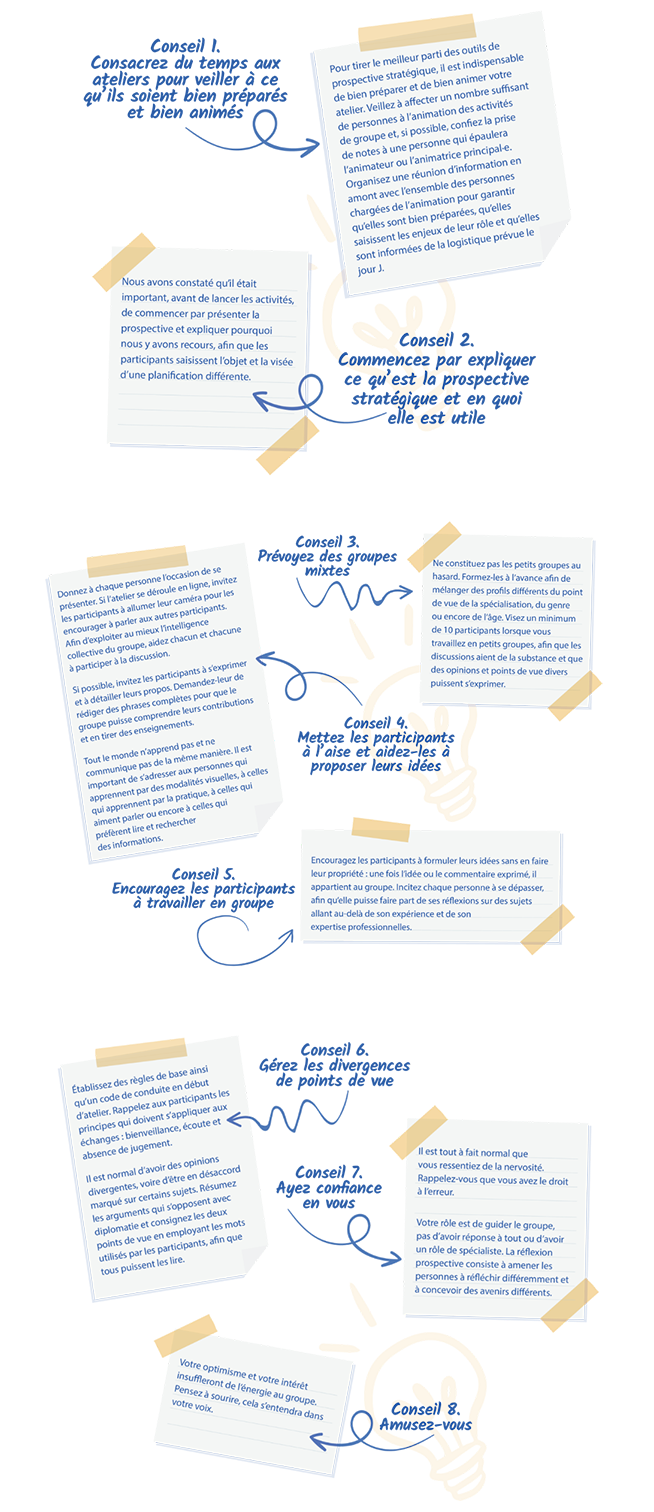 Conseil 1.
Consacrez du temps aux
ateliers pour veiller à ce
qu'ils soient bien préparés
et bien animés
Pour tirer le meilleur parti des outils de
prospective stratégique, il est indispensable
de bien préparer et de bien animer votre
atelier. Veillez à affecter un nombre suffisant
de personnes à l'animation des activités
de groupe et, si possible, confiez la prise
de notes à une personne qui épaulera
l'animateur ou l'animatrice principal·e.
Organisez une réunion d'information en
amont avec l'ensemble des personnes
chargées de l'animation pour garantir
qu'elles sont bien préparées, qu'elles
saisissent les enjeux de leur rôle et qu'elles
sont informées de la logistique prévue le
jour J.
Conseil 2.
Commencez par expliquer
ce qu'est la prospective
stratégique et en quoi
elle est utile
Nous avons constaté qu'il était
important, avant de lancer les activités,
de commencer par présenter la
prospective et expliquer pourquoi
nous y avons recours, afin que les
participants saisissent l'objet et la visée
d'une planification différente.
Conseil 3.
Prévoyez des groupes
mixtes
Ne constituez pas les petits groupes au
hasard. Formez-les à l'avance afin de
mélanger des profils différents du point
de vue de la spécialisation, du genre
ou encore de l'âge. Visez un minimum
de 10 participants lorsque vous
travaillez en petits groupes, afin que les
discussions aient de la substance et que
des opinions et points de vue divers
puissent s'exprimer.
Conseil 4.
Mettez les participants
à l'aise et aidez-les à
proposer leurs idées
Donnez à chaque personne l'occasion de se
présenter. Si l'atelier se déroule en ligne, invitez
les participants à allumer leur caméra pour les
encourager à parler aux autres participants.
Afin d'exploiter au mieux l'intelligence
collective du groupe, aidez chacun et chacune
à participer à la discussion.
Si possible, invitez les participants à s'exprimer
et à détailler leurs propos. Demandez-leur de
rédiger des phrases complètes pour que le
groupe puisse comprendre leurs contributions
et en tirer des enseignements.
Tout le monde n'apprend pas et ne
communique pas de la même manière. Il est
important de s'adresser aux personnes qui
apprennent par des modalités visuelles, à celles
qui apprennent par la pratique, à celles qui
aiment parler ou encore à celles qui
préfèrent lire et rechercher
des informations.
Conseil 5.
Encouragez les participants
à travailler en groupe
Encouragez les participants à formuler leurs idées sans en faire
leur propriété : une fois l'idée ou le commentaire exprimé, il
appartient au groupe. Incitez chaque personne à se dépasser,
afin qu'elle puisse faire part de ses réflexions sur des sujets
allant au-delà de son expérience et de son
expertise professionnelles.
Conseil 6.
Gérez les divergences
de points de vue
Établissez des règles de base ainsi
qu'un code de conduite en début
d'atelier. Rappelez aux participants les
principes qui doivent s'appliquer aux
échanges : bienveillance, écoute et
absence de jugement.
Il est normal d'avoir des opinions
divergentes, voire d'être en désaccord
marqué sur certains sujets. Résumez
les arguments qui s'opposent avec
diplomatie et consignez les deux
points de vue en employant les mots
utilisés par les participants, afin que
tous puissent les lire.
Conseil 7.
Ayez confiance
en vous
Il est tout à fait normal que
vous ressentiez de la nervosité.
Rappelez-vous que vous avez le droit
à l'erreur.
Votre rôle est de guider le groupe,
pas d'avoir réponse à tout ou d'avoir
un rôle de spécialiste. La réflexion
prospective consiste à amener les
personnes à réfléchir différemment et
à concevoir des avenirs différents.
Conseil 8.
Amusez-vous
Votre optimisme et votre intérêt
insuffleront de l'énergie au groupe.
Pensez à sourire, cela s'entendra dans
votre voix.